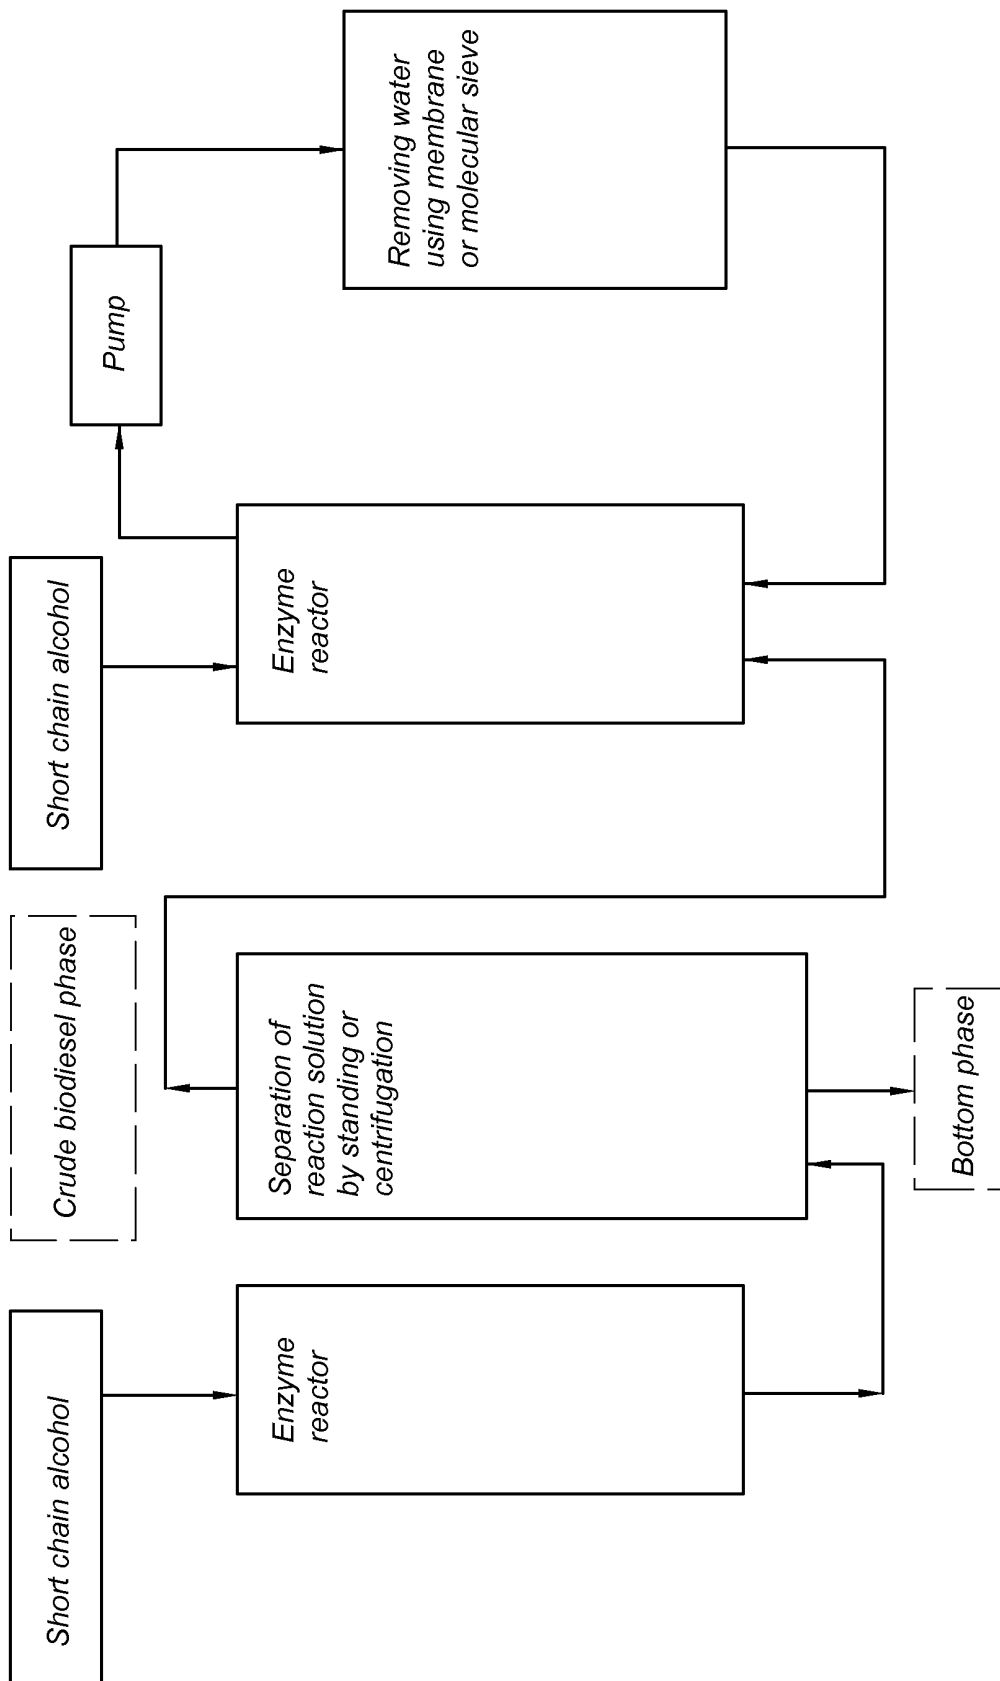 Short chain alcohol
Enzyme
reactor
Crude biodiesel phase
Separation of
reaction solution
by standing or
centrifugation
Bottom phase
Short chain alcohol
Enzyme
reactor
Pump
Removing water
using membrane
or molecular sieve